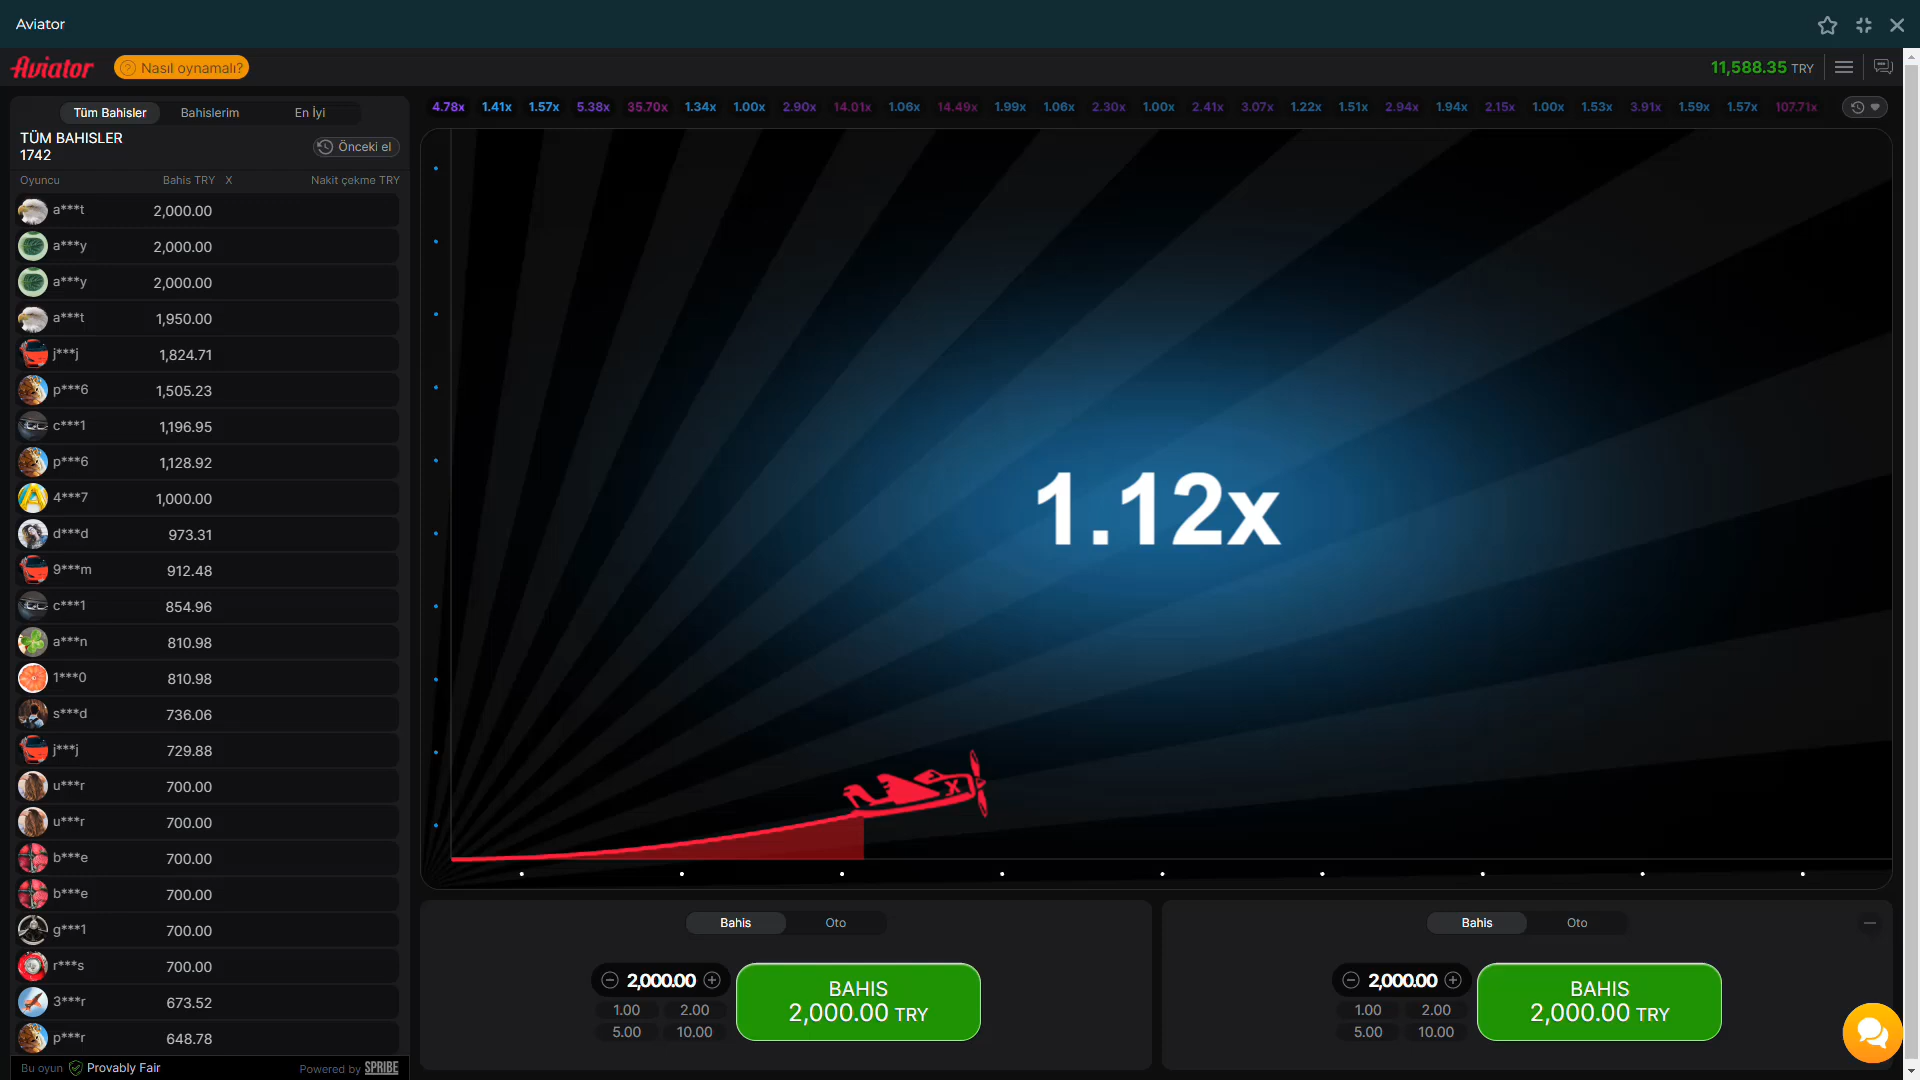 Aviator
Aviator
Nasıl oynamalı?
11,588.35 TRY
Tüm Bahisler Bahislerim En İyi
4.78x 1.41x 1.57x 5.38x 35.70x 1.34x 1.00x 2.90x 14.01x 1.06x 14.49x 1.99x 1.06x 2.30x 1.00x 2.41x 3.07x 1.22x 1.51x 2.94x 1.94x 2.15x 1.00x 1.53x 3.91x 1.59x 1.57x 107.71x
TÜM BAHISLER
1742
Önceki el
Oyuncu Bahis TRY X Nakit çekme TRY
a***t 2,000.00
a***y 2,000.00
a***y 2,000.00
a***t 1,950.00
j***j 1,824.71
p***6 1,505.23
c***1 1,196.95
p***6 1,128.92
4***7 1,000.00
d***d 973.31
9***m 912.48
c***1 854.96
a***n 810.98
1***0 810.98
s***d 736.06
j***j 729.88
u***r 700.00
u***r 700.00
b***e 700.00
b***e 700.00
g***1 700.00
r***s 700.00
3***r 673.52
p***r 648.78
Bu oyun Provably Fair Powered by SPRIBE
1.12x
X
Bahis Oto
2,000.00
1.00 2.00
5.00 10.00
BAHIS
2,000.00 TRY
Bahis Oto
2,000.00
1.00 2.00
5.00 10.00
BAHIS
2,000.00 TRY